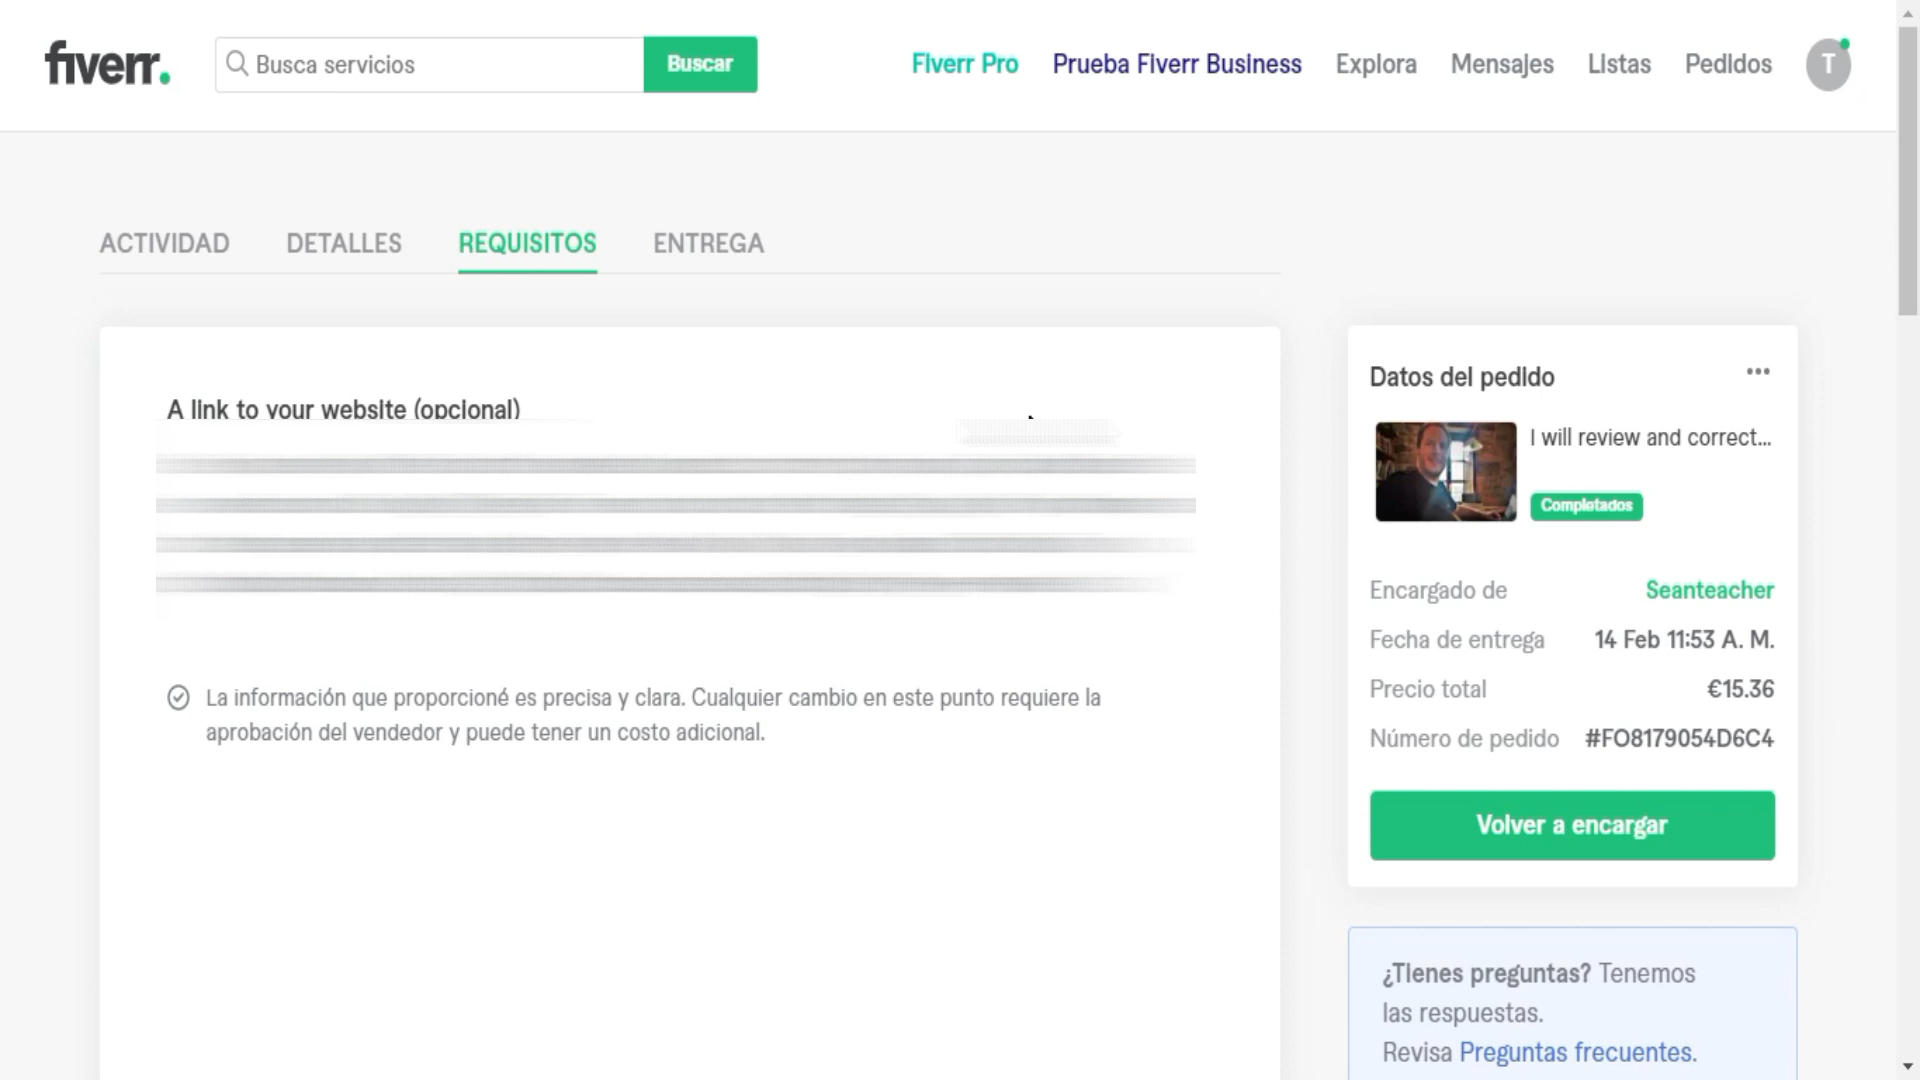 fiverr.
Busca servicios
Buscar
Fiverr Pro
Prueba Fiverr Business
Explora
Mensajes
Listas
Pedidos
T
ACTIVIDAD
DETALLES
REQUISITOS
ENTREGA
A link to your website (opcional)
La información que proporcioné es precisa y clara. Cualquier cambio en este punto requiere la
aprobación del vendedor y puede tener un costo adicional.
Datos del pedido
I will review and correct...
Completados
Encargado de Seanteacher
Fecha de entrega 14 Feb 11:53 A. M.
Precio total €15.36
Número de pedido #FO8179054D6C4
Volver a encargar
¿Tienes preguntas? Tenemos
las respuestas.
Revisa Preguntas frecuentes.